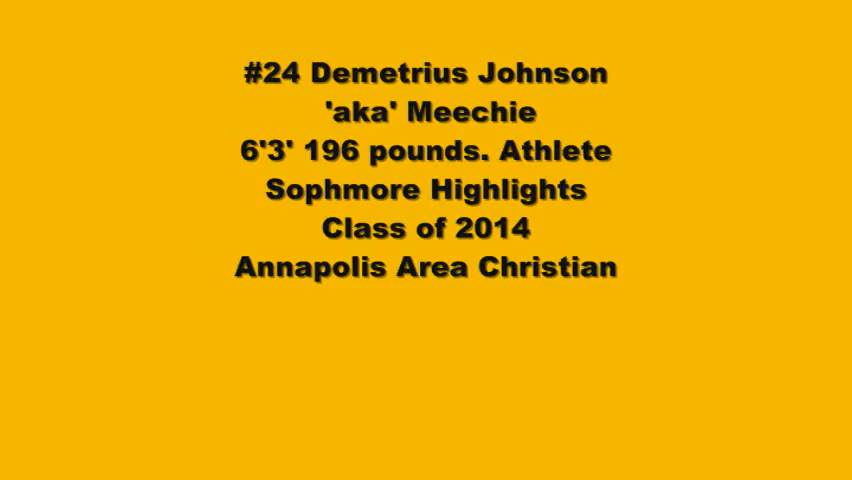 #24 Demetrius Johnson
'aka' Meechie
6'3' 196 pounds. Athlete
Sophmore Highlights
Class of 2014
Annapolis Area Christian